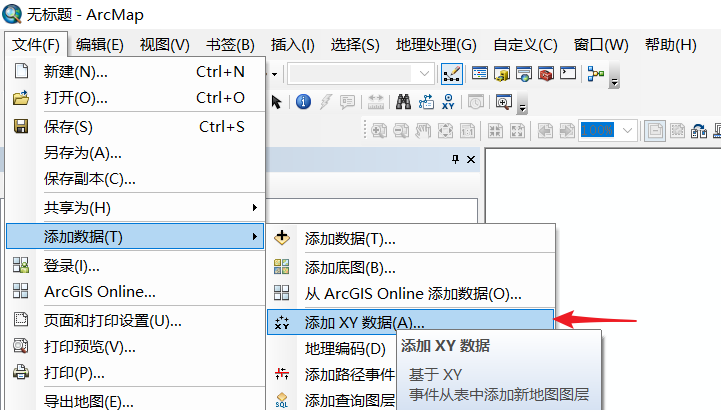 无标题 - ArcMap
文件(F) 编辑(E) 视图(V) 书签(B) 插入(I) 选择(S) 地理处理(G) 自定义(C) 窗口(W) 帮助(H)
新建(N)... Ctrl+N
打开(O)... Ctrl+O
保存(S) Ctrl+S
另存为(A)...
保存副本(C)...
共享为(H)
添加数据(T)
登录(I)...
ArcGIS Online...
页面和打印设置(U)...
打印预览(V)...
打印(P)...
导出地图(E)...
XY
100%
添加数据(T)...
添加底图(B)...
从 ArcGIS Online 添加数据(O)...
XY 添加 XY 数据(A)...
地理编码(D)
添加路径事件
SQL 添加查询图层
添加 XY 数据
基于 XY
事件从表中添加新地图图层